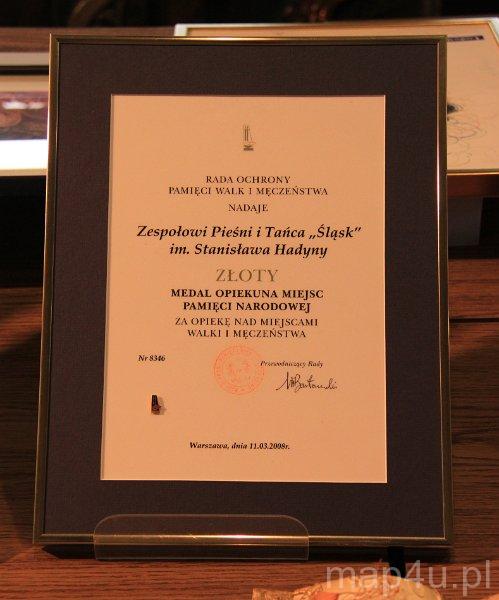 RADA OCHRONY
PAMIĘCI WALK I MĘCZEŃSTWA
NADAJE
Zespołowi Pieśni i Tańca „Śląsk”
im. Stanisława Hadyny
ZŁOTY
MEDAL OPIEKUNA MIEJSC
PAMIĘCI NARODOWEJ
ZA OPIEKĘ NAD MIEJSCAMI
WALKI I MĘCZEŃSTWA
Nr 8346
Przewodniczący Rady
Warszawa, dnia 11.03.2008r.
map4u.pl